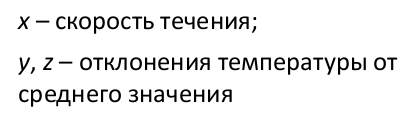 x – скорость течения;
y, z – отклонения температуры от
среднего значения